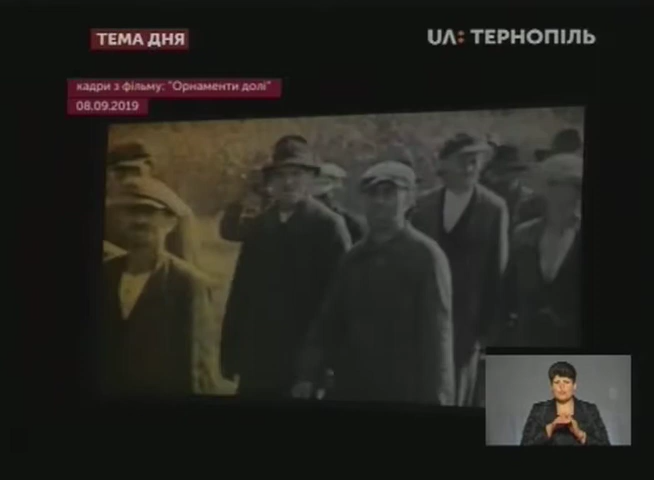 ТЕМА ДНЯ
UA: ТЕРНОПІЛЬ
кадри з фільму: "Орнаменти долі"
08.09.2019